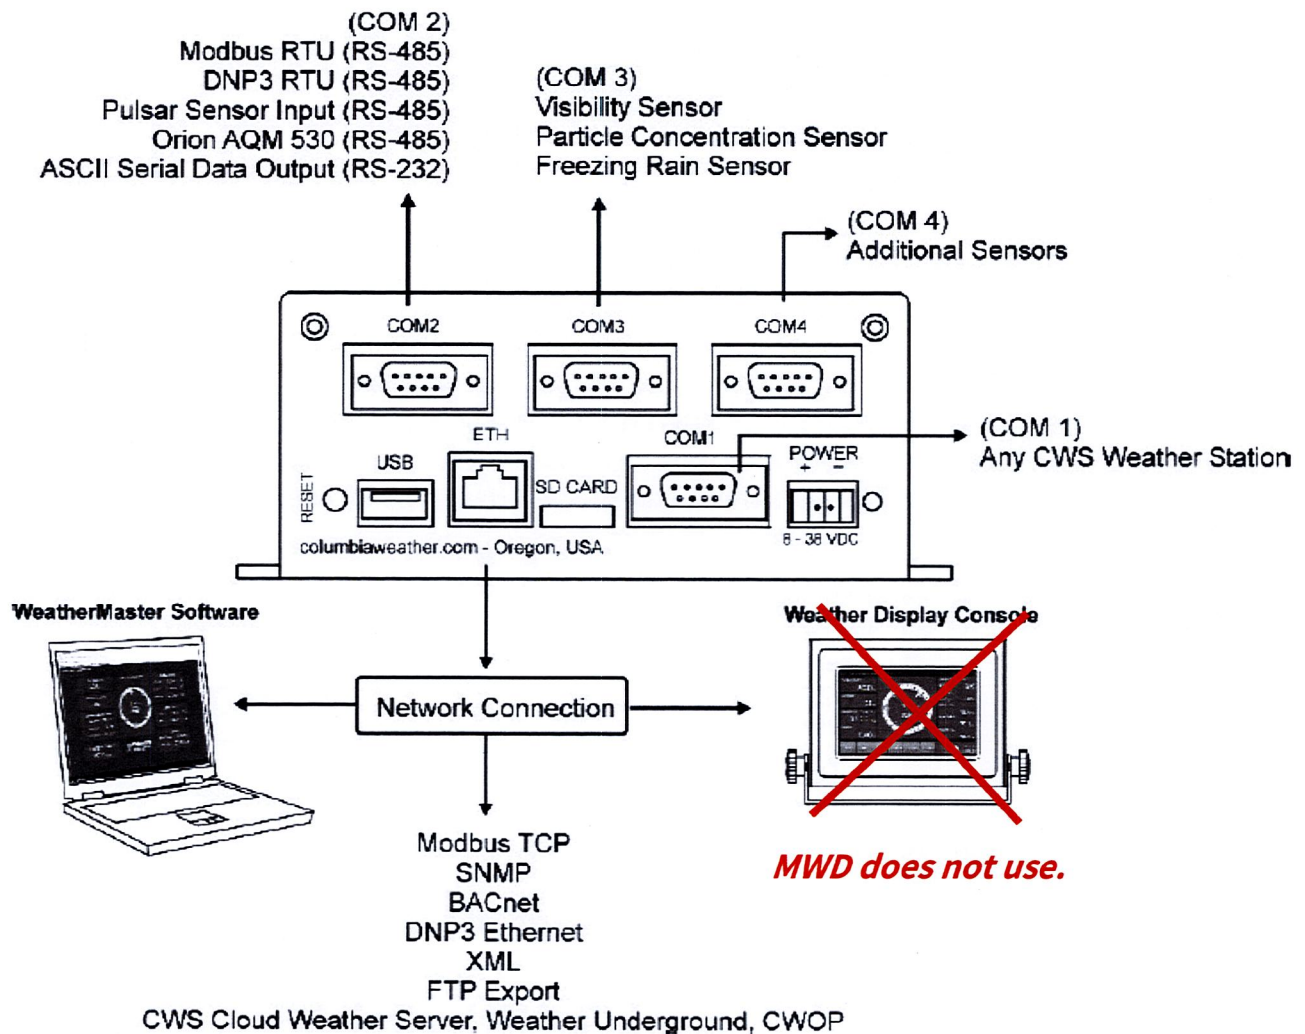 (COM 2)
Modbus RTU (RS-485)
DNP3 RTU (RS-485)
Pulsar Sensor Input (RS-485)
Orion AQM 530 (RS-485)
ASCII Serial Data Output (RS-232)
(COM 3)
Visibility Sensor
Particle Concentration Sensor
Freezing Rain Sensor
(COM 4)
Additional Sensors
COM2
COM3
COM4
ETH
COM1
(COM 1)
Any CWS Weather Station
USB
POWER
+ −
RESET
SD CARD
8 - 38 VDC
columbiaweather.com - Oregon, USA
WeatherMaster Software
Weather Display Console
Network Connection
MWD does not use.
Modbus TCP
SNMP
BACnet
DNP3 Ethernet
XML
FTP Export
CWS Cloud Weather Server, Weather Underground, CWOP